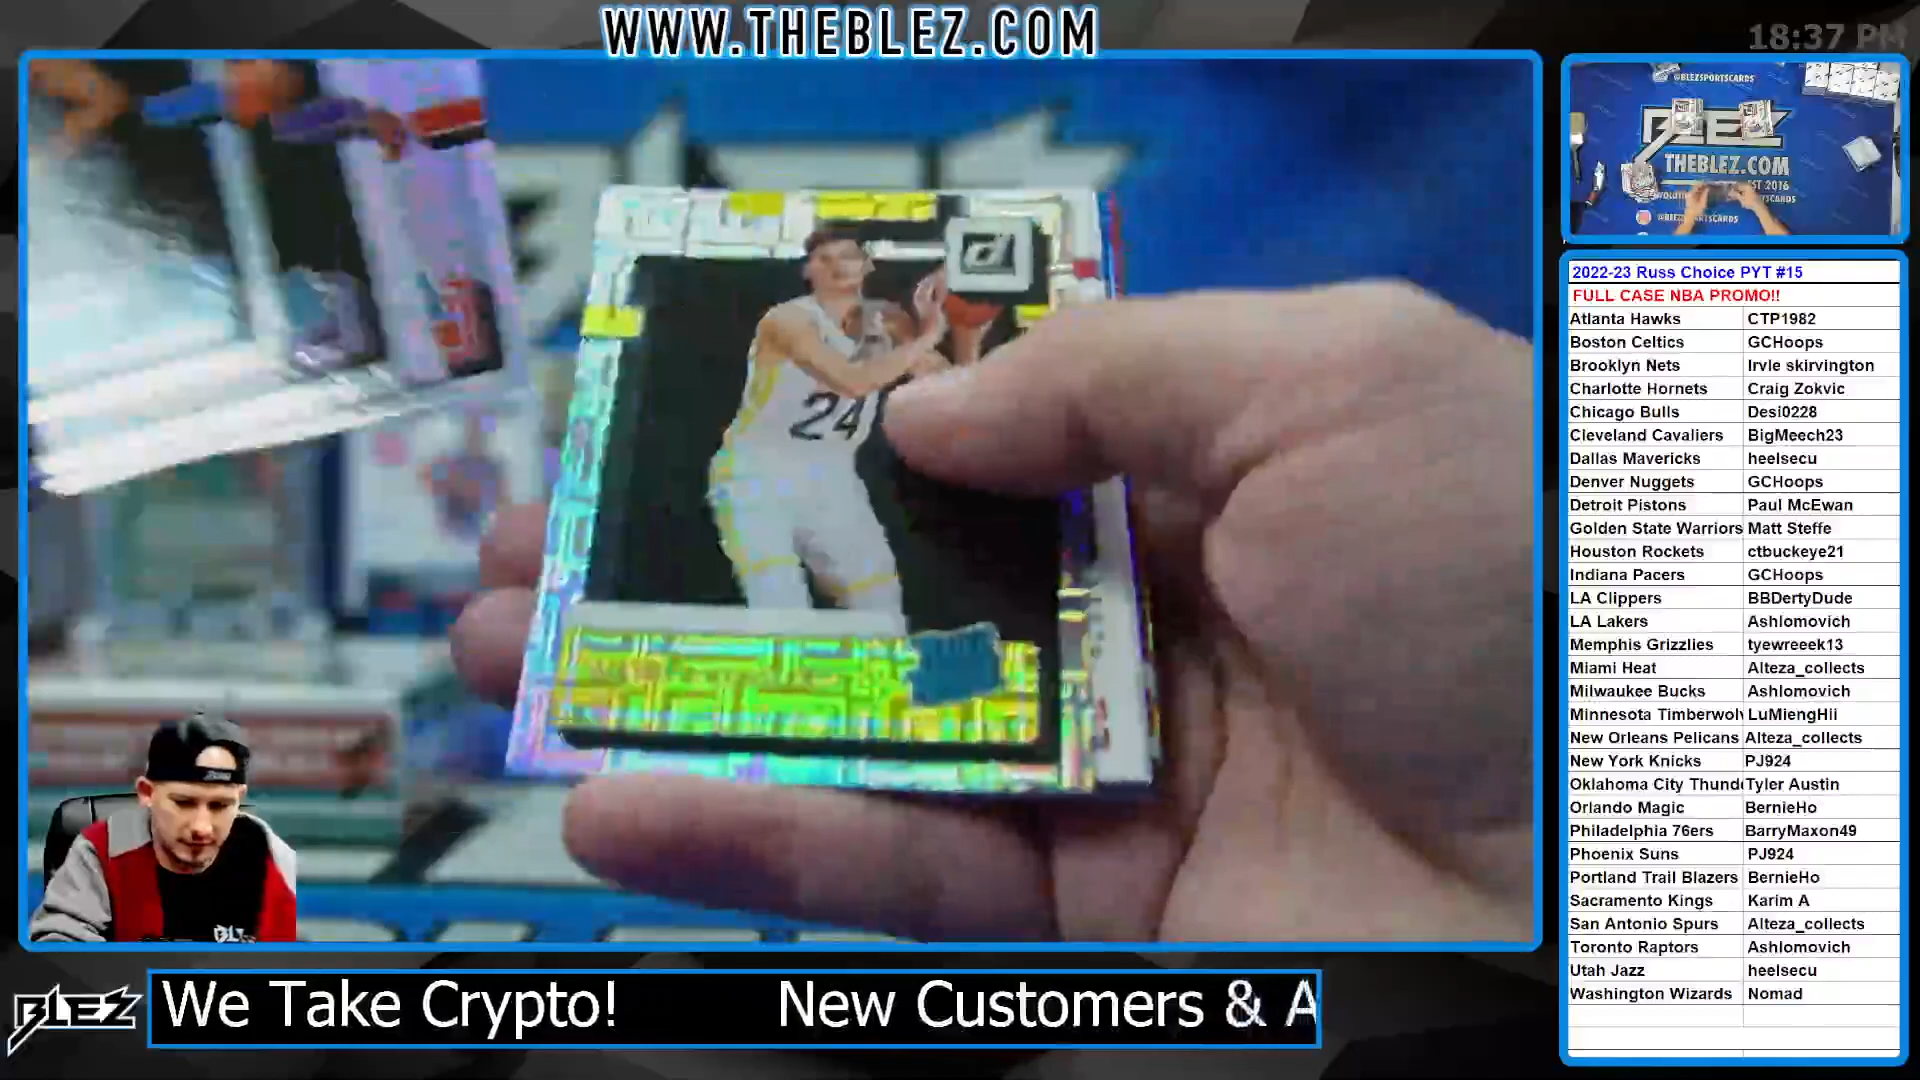 WWW.THEBLEZ.COM
18:37 PM
@BLEZSPORTSCARDS
BLEZ
THEBLEZ.COM
EST 2016
24
2022-23 Russ Choice PYT #15
FULL CASE NBA PROMO!!
Atlanta Hawks CTP1982
Boston Celtics GCHoops
Brooklyn Nets Irvle skirvington
Charlotte Hornets Craig Zokvic
Chicago Bulls Desi0228
Cleveland Cavaliers BigMeech23
Dallas Mavericks heelsecu
Denver Nuggets GCHoops
Detroit Pistons Paul McEwan
Golden State Warriors Matt Steffe
Houston Rockets ctbuckeye21
Indiana Pacers GCHoops
LA Clippers BBDertyDude
LA Lakers Ashlomovich
Memphis Grizzlies tyewreeek13
Miami Heat Alteza_collects
Milwaukee Bucks Ashlomovich
Minnesota Timberwolv LuMiengHii
New Orleans Pelicans Alteza_collects
New York Knicks PJ924
Oklahoma City Thunde Tyler Austin
Orlando Magic BernieHo
Philadelphia 76ers BarryMaxon49
Phoenix Suns PJ924
Portland Trail Blazers BernieHo
Sacramento Kings Karim A
San Antonio Spurs Alteza_collects
Toronto Raptors Ashlomovich
Utah Jazz heelsecu
Washington Wizards Nomad
BLEZ
We Take Crypto! New Customers & A